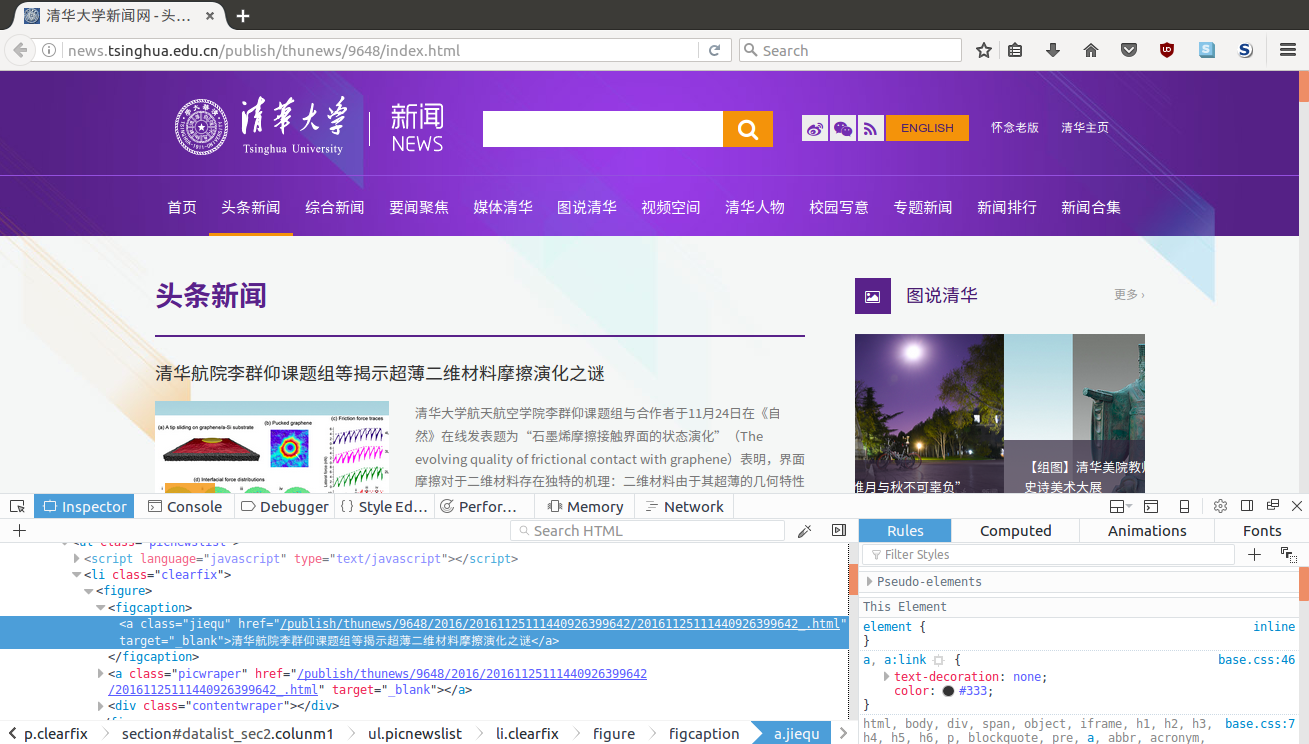 清华大学新闻网 - 头…
news.tsinghua.edu.cn/publish/thunews/9648/index.html
Search
清华大学
Tsinghua University
新闻
NEWS
ENGLISH
怀念老版
清华主页
首页 头条新闻 综合新闻 要闻聚焦 媒体清华 图说清华 视频空间 清华人物 校园写意 专题新闻 新闻排行 新闻合集
头条新闻
清华航院李群仰课题组等揭示超薄二维材料摩擦演化之谜
(a) A tip sliding on graphene/a-Si substrate
(b) Pucked graphene
(c) Friction force traces
(d) Interfacial force distributions
清华大学航天航空学院李群仰课题组与合作者于11月24日在《自
然》在线发表题为“石墨烯摩擦接触界面的状态演化”（The
evolving quality of frictional contact with graphene）表明，界面
摩擦对于二维材料存在独特的机理：二维材料由于其超薄的几何特性
图说清华
更多 ›
惟月与秋不可辜负”
【组图】清华美院教师
史诗美术大展
Inspector Console Debugger Style Ed… Perfor… Memory Network
Search HTML
<script language="javascript" type="text/javascript"></script>
<li class="clearfix">
<figure>
<figcaption>
<a class="jiequ" href="/publish/thunews/9648/2016/20161125111440926399642/20161125111440926399642_.html"
target="_blank">清华航院李群仰课题组等揭示超薄二维材料摩擦演化之谜</a>
</figcaption>
<a class="picwraper" href="/publish/thunews/9648/2016/20161125111440926399642
/20161125111440926399642_.html" target="_blank"></a>
<div class="contentwraper"></div>
p.clearfix section#datalist_sec2.colunm1 ul.picnewslist li.clearfix figure figcaption a.jiequ
Rules Computed Animations Fonts
Filter Styles
Pseudo-elements
This Element
element { inline
}
a, a:link { base.css:46
text-decoration: none;
color: #333;
}
html, body, div, span, object, iframe, h1, h2, h3, base.css:7
h4, h5, h6, p, blockquote, pre, a, abbr, acronym,